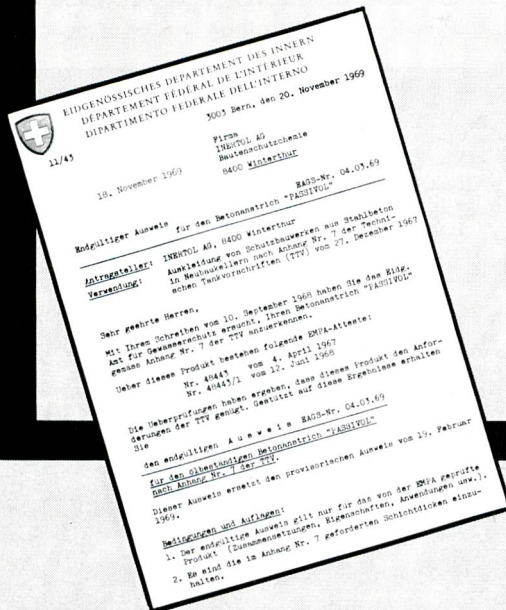 EIDGENÖSSISCHES DEPARTEMENT DES INNERN
DÉPARTEMENT FÉDÉRAL DE L'INTÉRIEUR
DIPARTIMENTO FEDERALE DELL'INTERNO
11/43
3003 Bern, den 20. November 1969
Firma
INERTOL AG
Bautenschutzchemie
8400 Winterthur
18. November 1969
EAGS-Nr. 04.03.69
Endgültiger Ausweis für den Betonanstrich "PASSIVOL"
Antragsteller: INERTOL AG, 8400 Winterthur
Verwendung: Auskleidung von Schutzbauwerken aus Stahlbeton
in Neubaukellern nach Anhang Nr. 7 der Techni-
schen Tankvorschriften (TTV) vom 27. Dezember 1967
Sehr geehrte Herren,
Mit Ihrem Schreiben vom 10. September 1968 haben Sie das Eidg.
Amt für Gewässerschutz ersucht, Ihren Betonanstrich "PASSIVOL"
gemäss Anhang Nr. 7 der TTV anzuerkennen.
Ueber dieses Produkt bestehen folgende EMPA-Atteste:
Nr. 48443 vom 4. April 1967
Nr. 48443/1 vom 12. Juni 1968
Die Ueberprüfungen haben ergeben, dass dieses Produkt den Anfor-
derungen der TTV genügt. Gestützt auf diese Ergebnisse erhalten
Sie
den endgültigen A u s w e i s EAGS-Nr. 04.03.69
für den ölbeständigen Betonanstrich "PASSIVOL"
nach Anhang Nr. 7 der TTV.
Dieser Ausweis ersetzt den provisorischen Ausweis vom 19. Februar
1969.
Bedingungen und Auflagen:
1. Der endgültige Ausweis gilt nur für das von der EMPA geprüfte
Produkt (Zusammensetzungen, Eigenschaften, Anwendungen usw.).
2. Es sind die im Anhang Nr. 7 geforderten Schichtdicken einzu-
halten.